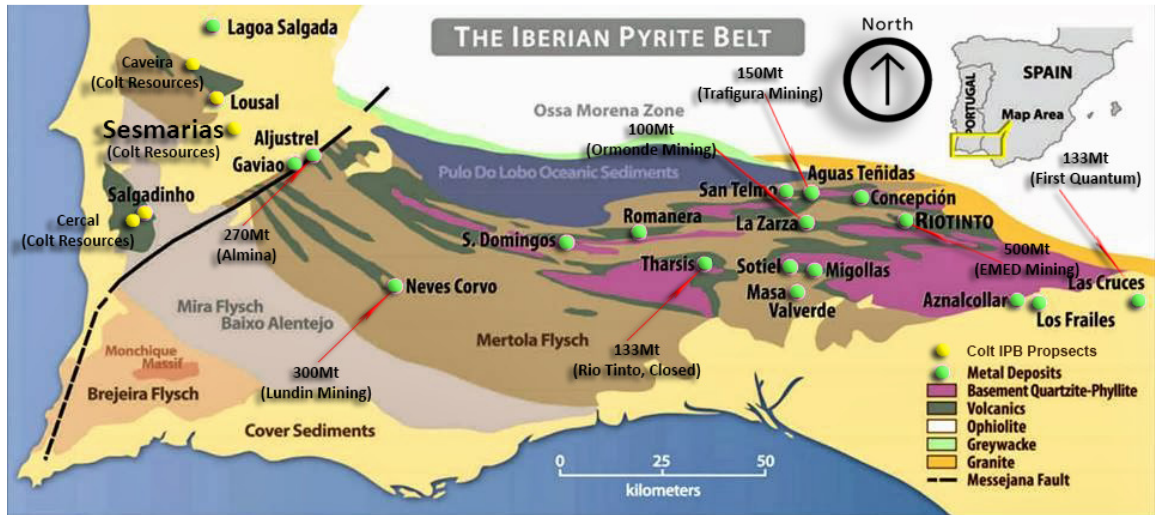 THE IBERIAN PYRITE BELT
North
Lagoa Salgada
Caveira
(Colt Resources)
Lousal
Sesmarias
(Colt Resources)
Aljustrel
Gaviao
Salgadinho
Cercal
(Colt Resources)
270Mt
(Almina)
Ossa Morena Zone
150Mt
(Trafigura Mining)
100Mt
(Ormonde Mining)
Pulo Do Lobo Oceanic Sediments
SPAIN
PORTUGAL
Map Area
133Mt
(First Quantum)
Aguas Teñidas
San Telmo
Concepción
La Zarza
RIOTINTO
Romanera
S. Domingos
Tharsis
Sotiel
Migollas
Masa
Valverde
500Mt
(EMED Mining)
Las Cruces
Aznalcollar
Los Frailes
Neves Corvo
Mira Flysch
Baixo Alentejo
Mertola Flysch
Monchique
Massif
Brejeira Flysch
300Mt
(Lundin Mining)
133Mt
(Rio Tinto, Closed)
Cover Sediments
0 25 50
kilometers
Colt IPB Propsects
Metal Deposits
Basement Quartzite-Phyllite
Volcanics
Ophiolite
Greywacke
Granite
Messejana Fault